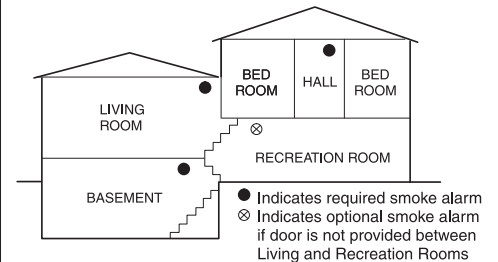 BED
ROOM
HALL
BED
ROOM
LIVING
ROOM
RECREATION ROOM
BASEMENT
● Indicates required smoke alarm
⊗ Indicates optional smoke alarm
if door is not provided between
Living and Recreation Rooms